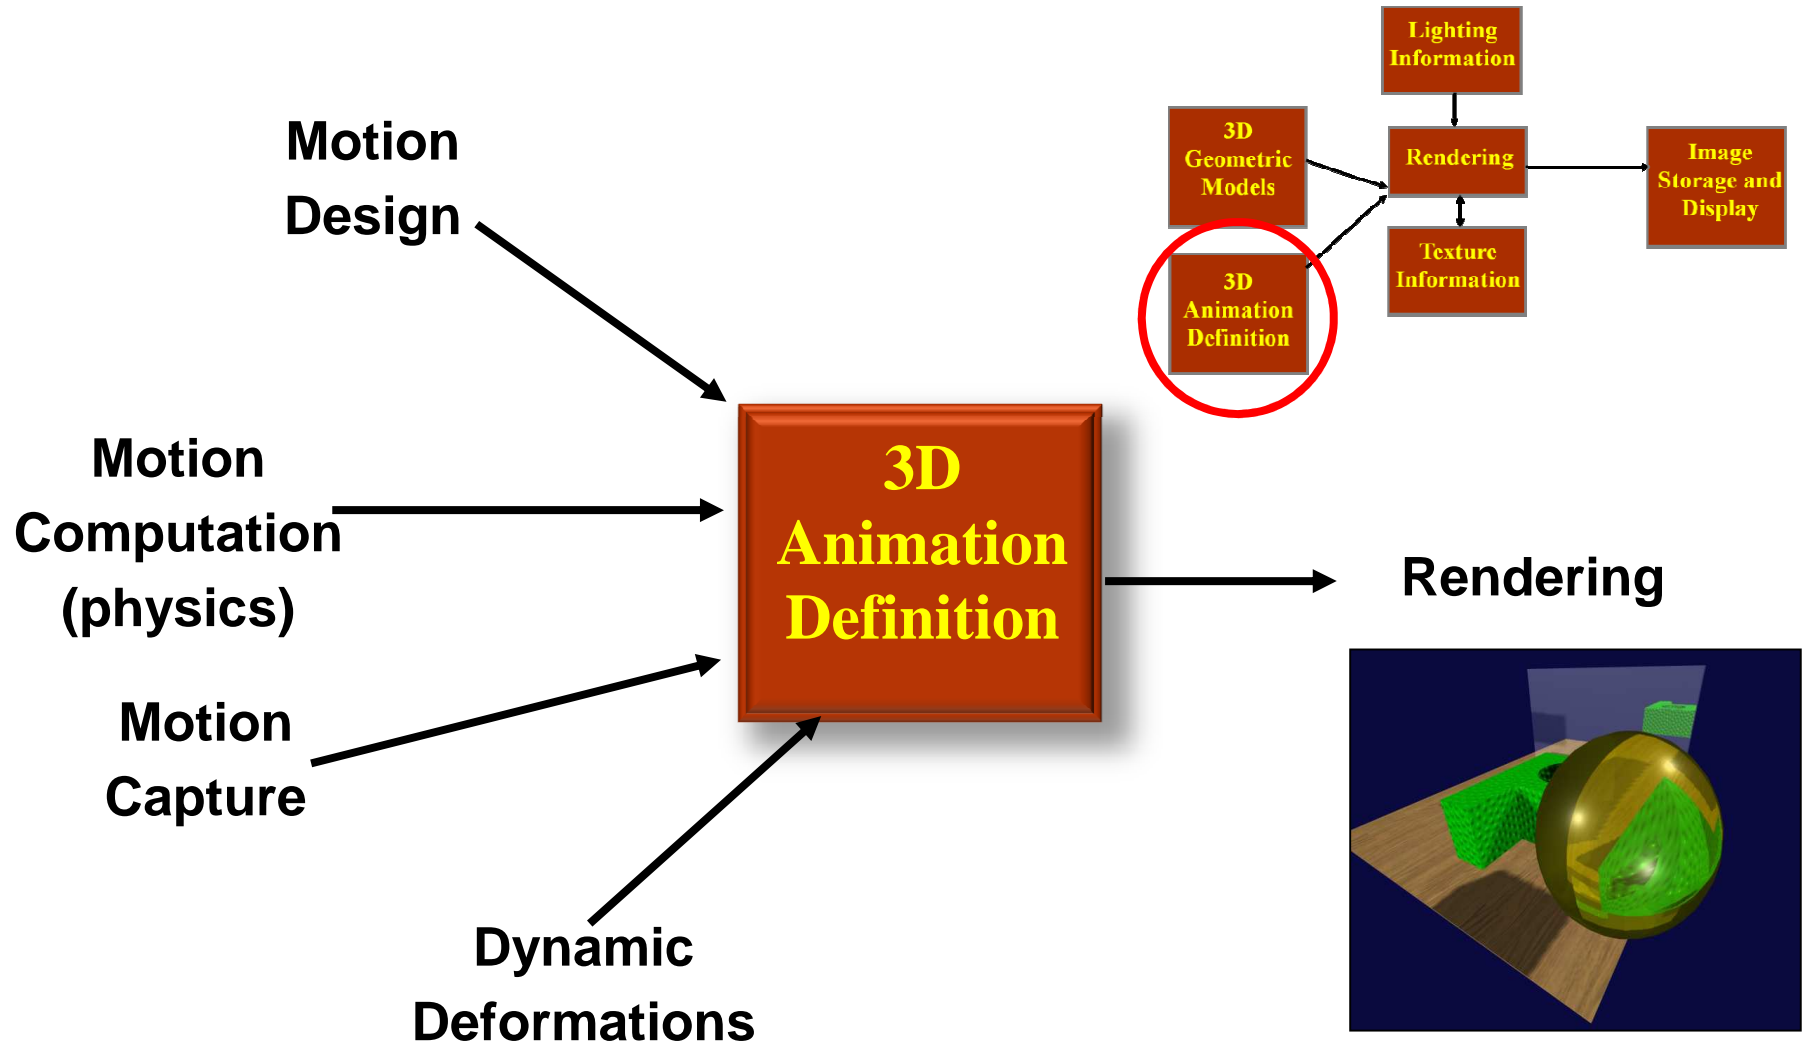 Lighting
Information
3D
Geometric
Models
Rendering
Image
Storage and
Display
3D
Animation
Definition
Texture
Information
Motion
Design
Motion
Computation
(physics)
Motion
Capture
Dynamic
Deformations
3D
Animation
Definition
Rendering